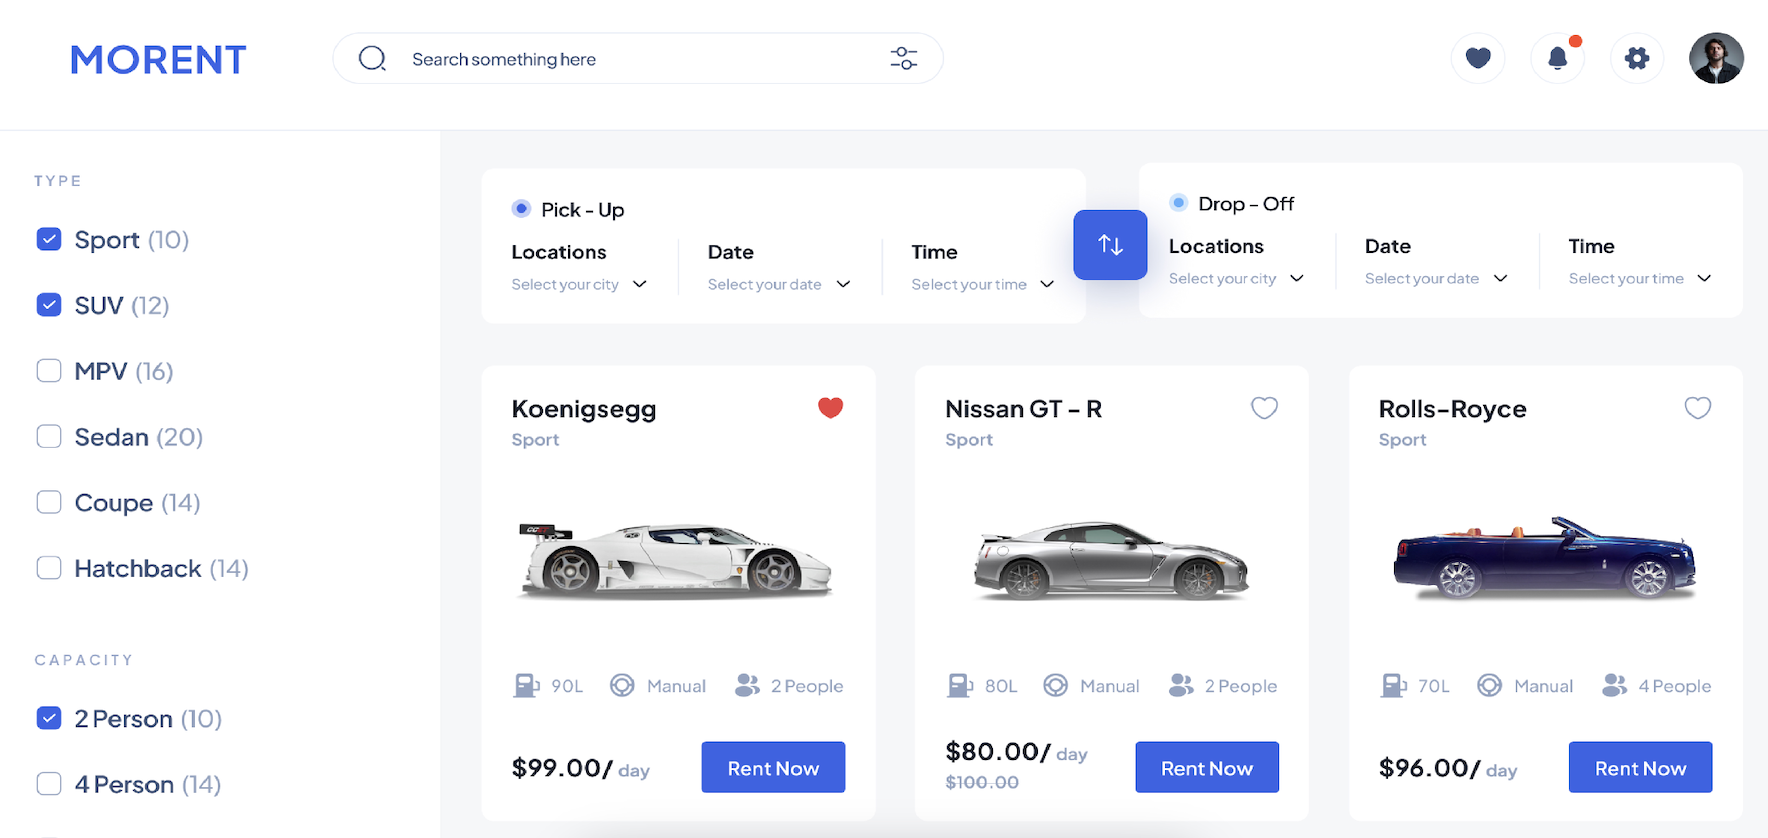 MORENT
Search something here
TYPE
Sport (10)
SUV (12)
MPV (16)
Sedan (20)
Coupe (14)
Hatchback (14)
CAPACITY
2 Person (10)
4 Person (14)
Pick - Up
Locations
Select your city
Date
Select your date
Time
Select your time
Drop - Off
Locations
Select your city
Date
Select your date
Time
Select your time
Koenigsegg
Sport
90L
Manual
2 People
$99.00/ day
Rent Now
Nissan GT - R
Sport
80L
Manual
2 People
$80.00/ day
$100.00
Rent Now
Rolls-Royce
Sport
70L
Manual
4 People
$96.00/ day
Rent Now